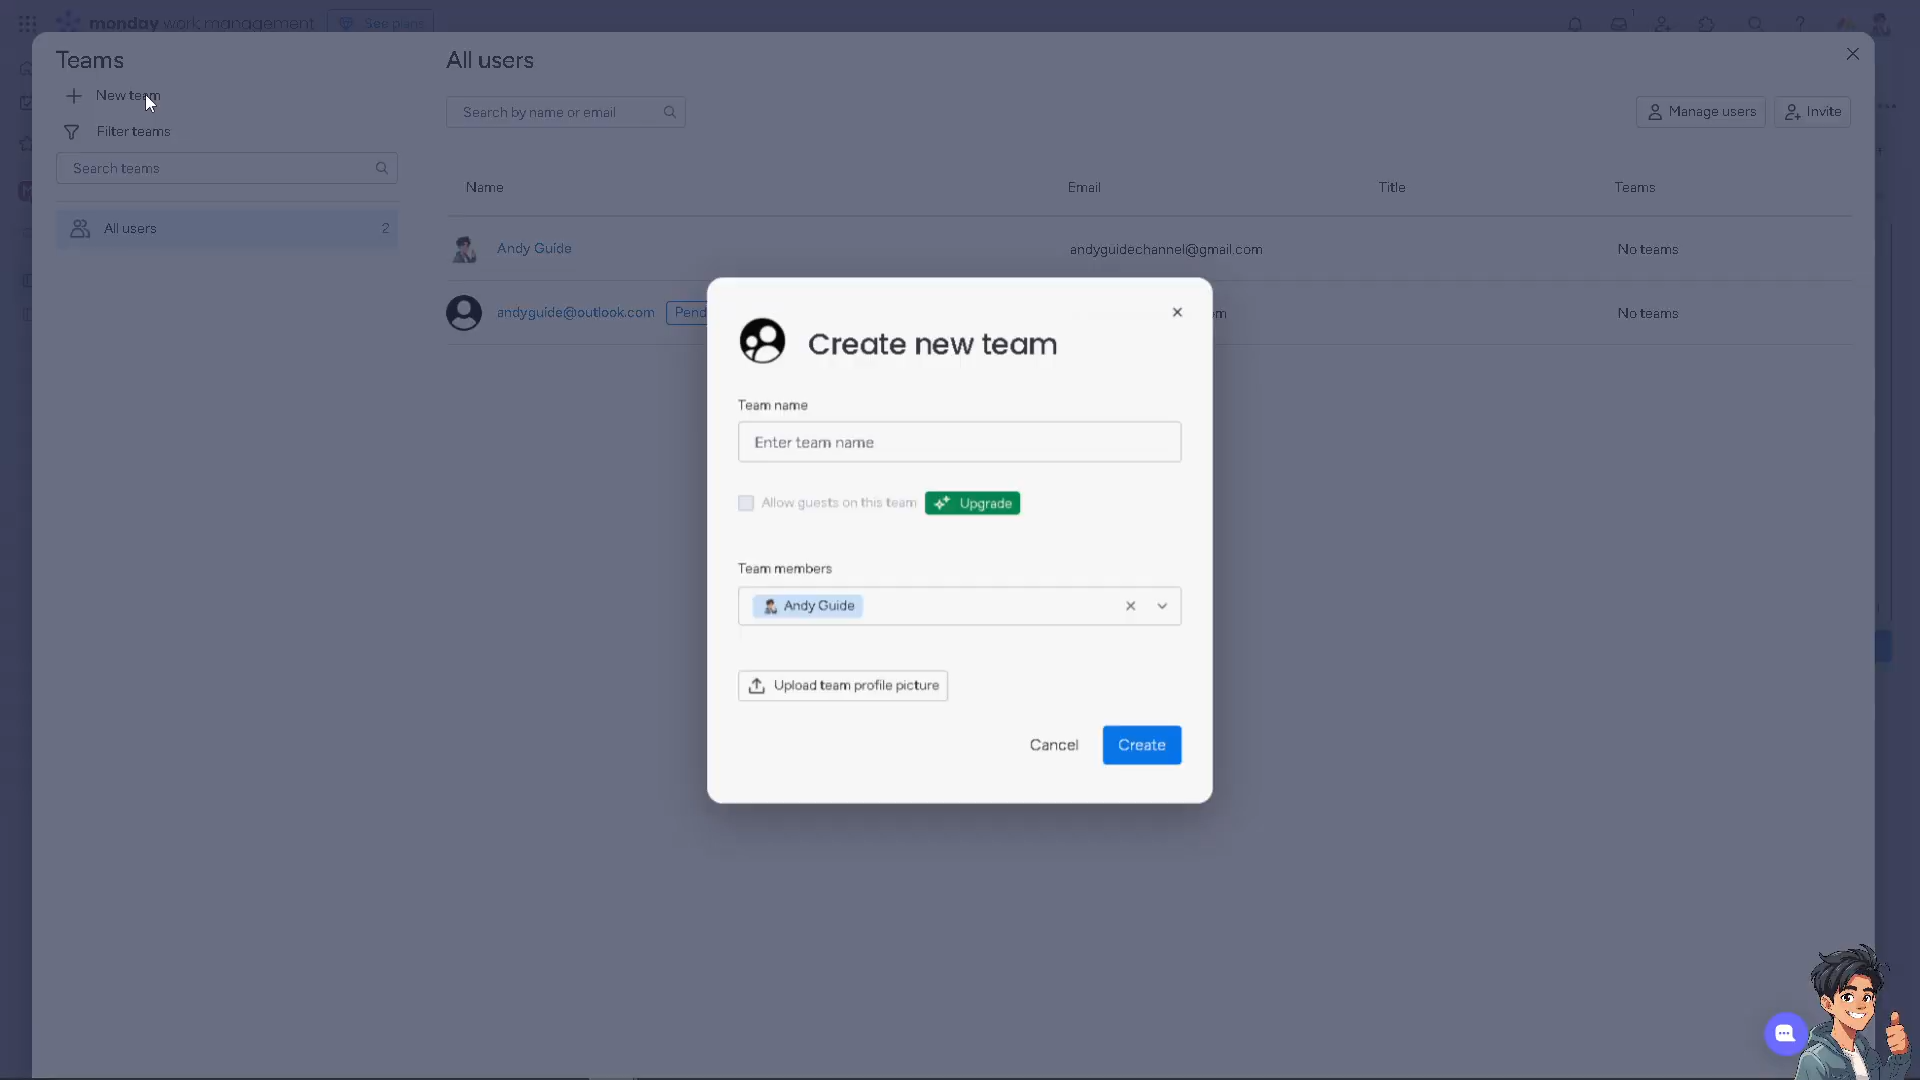 monday work management
See plans
Teams
New team
Filter teams
Search teams
All users 2
All users
Search by name or email
Manage users
Invite
Name Email Title Teams
Andy Guide andyguidechannel@gmail.com No teams
andyguide@outlook.com No teams
Create new team
Team name
Enter team name
Allow guests on this team
Upgrade
Team members
Andy Guide
Upload team profile picture
Cancel
Create